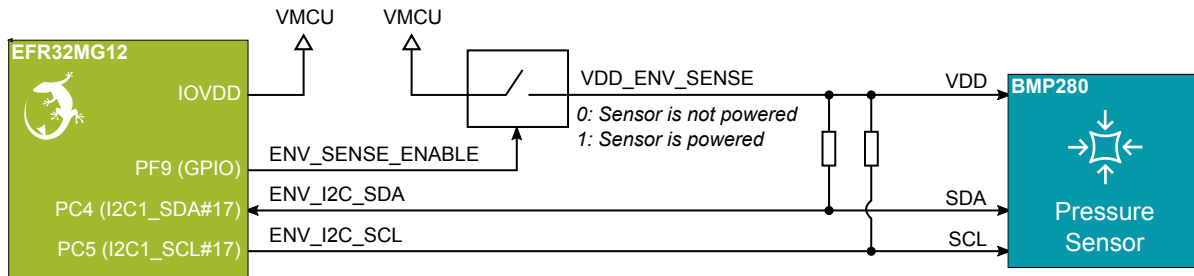 VMCU
VMCU
EFR32MG12
IOVDD
VDD_ENV_SENSE
VDD
BMP280
0: Sensor is not powered
1: Sensor is powered
PF9 (GPIO)
ENV_SENSE_ENABLE
PC4 (I2C1_SDA#17)
ENV_I2C_SDA
SDA
PC5 (I2C1_SCL#17)
ENV_I2C_SCL
SCL
Pressure
Sensor